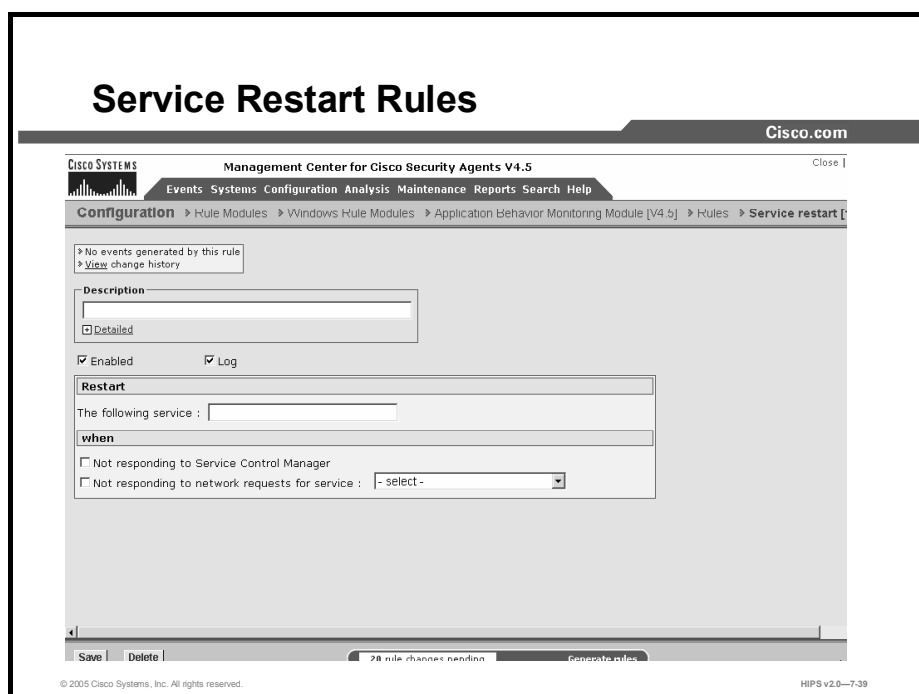 Service Restart Rules
Cisco.com
CISCO SYSTEMS
Management Center for Cisco Security Agents V4.5
Close |
Events Systems Configuration Analysis Maintenance Reports Search Help
Configuration > Rule Modules > Windows Rule Modules > Application Behavior Monitoring Module [V4.5] > Rules > Service restart [
> No events generated by this rule
> View change history
Description
+ Detailed
Enabled Log
Restart
The following service :
when
Not responding to Service Control Manager
Not responding to network requests for service : - select -
Save Delete 20 rule changes pending Generate rules
© 2005 Cisco Systems, Inc. All rights reserved. HIPS v2.0—7-39